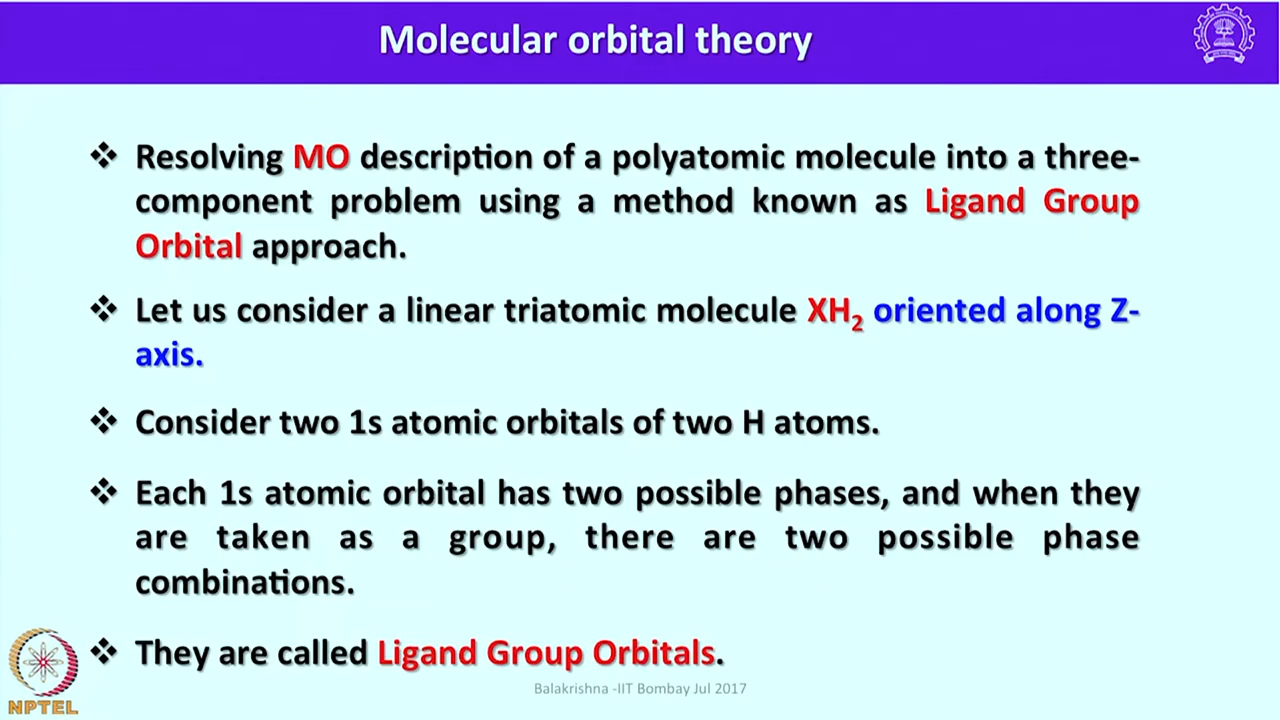 Molecular orbital theory
❖ Resolving MO description of a polyatomic molecule into a three-
component problem using a method known as Ligand Group
Orbital approach.
❖ Let us consider a linear triatomic molecule XH₂ oriented along Z-
axis.
❖ Consider two 1s atomic orbitals of two H atoms.
❖ Each 1s atomic orbital has two possible phases, and when they
are taken as a group, there are two possible phase
combinations.
❖ They are called Ligand Group Orbitals.
Balakrishna -IIT Bombay Jul 2017
NPTEL